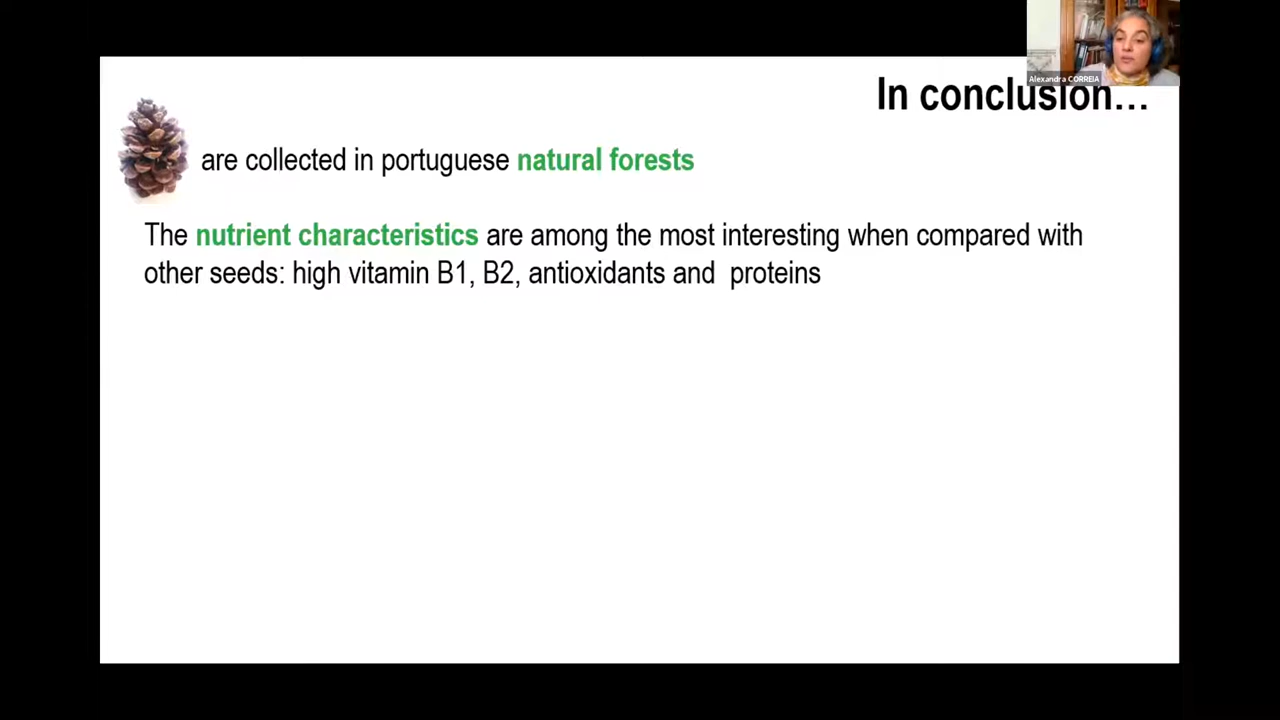 Alexandra CORREIA
In conclusion...
are collected in portuguese natural forests
The nutrient characteristics are among the most interesting when compared with
other seeds: high vitamin B1, B2, antioxidants and proteins